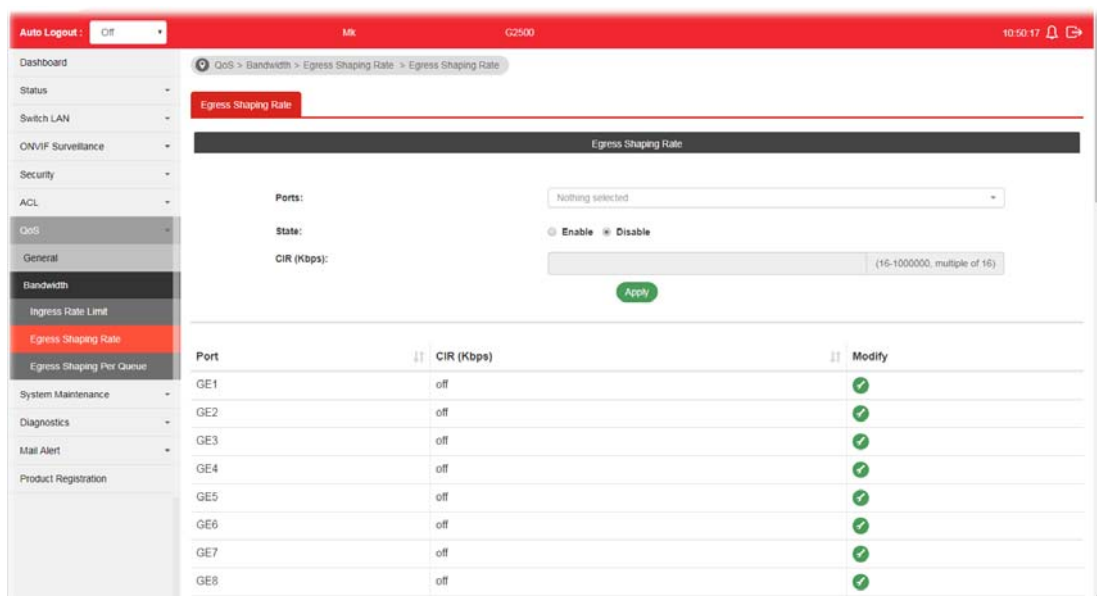 Auto Logout : Off Mk G2500 10:50:17
Dashboard
Status
Switch LAN
ONVIF Surveillance
Security
ACL
QoS
General
Bandwidth
Ingress Rate Limit
Egress Shaping Rate
Egress Shaping Per Queue
System Maintenance
Diagnostics
Mail Alert
Product Registration
QoS > Bandwidth > Egress Shaping Rate > Egress Shaping Rate
Egress Shaping Rate
Egress Shaping Rate
Ports: Nothing selected
State: Enable Disable
CIR (Kbps): (16-1000000, multiple of 16)
Apply
Port CIR (Kbps) Modify
GE1 off
GE2 off
GE3 off
GE4 off
GE5 off
GE6 off
GE7 off
GE8 off